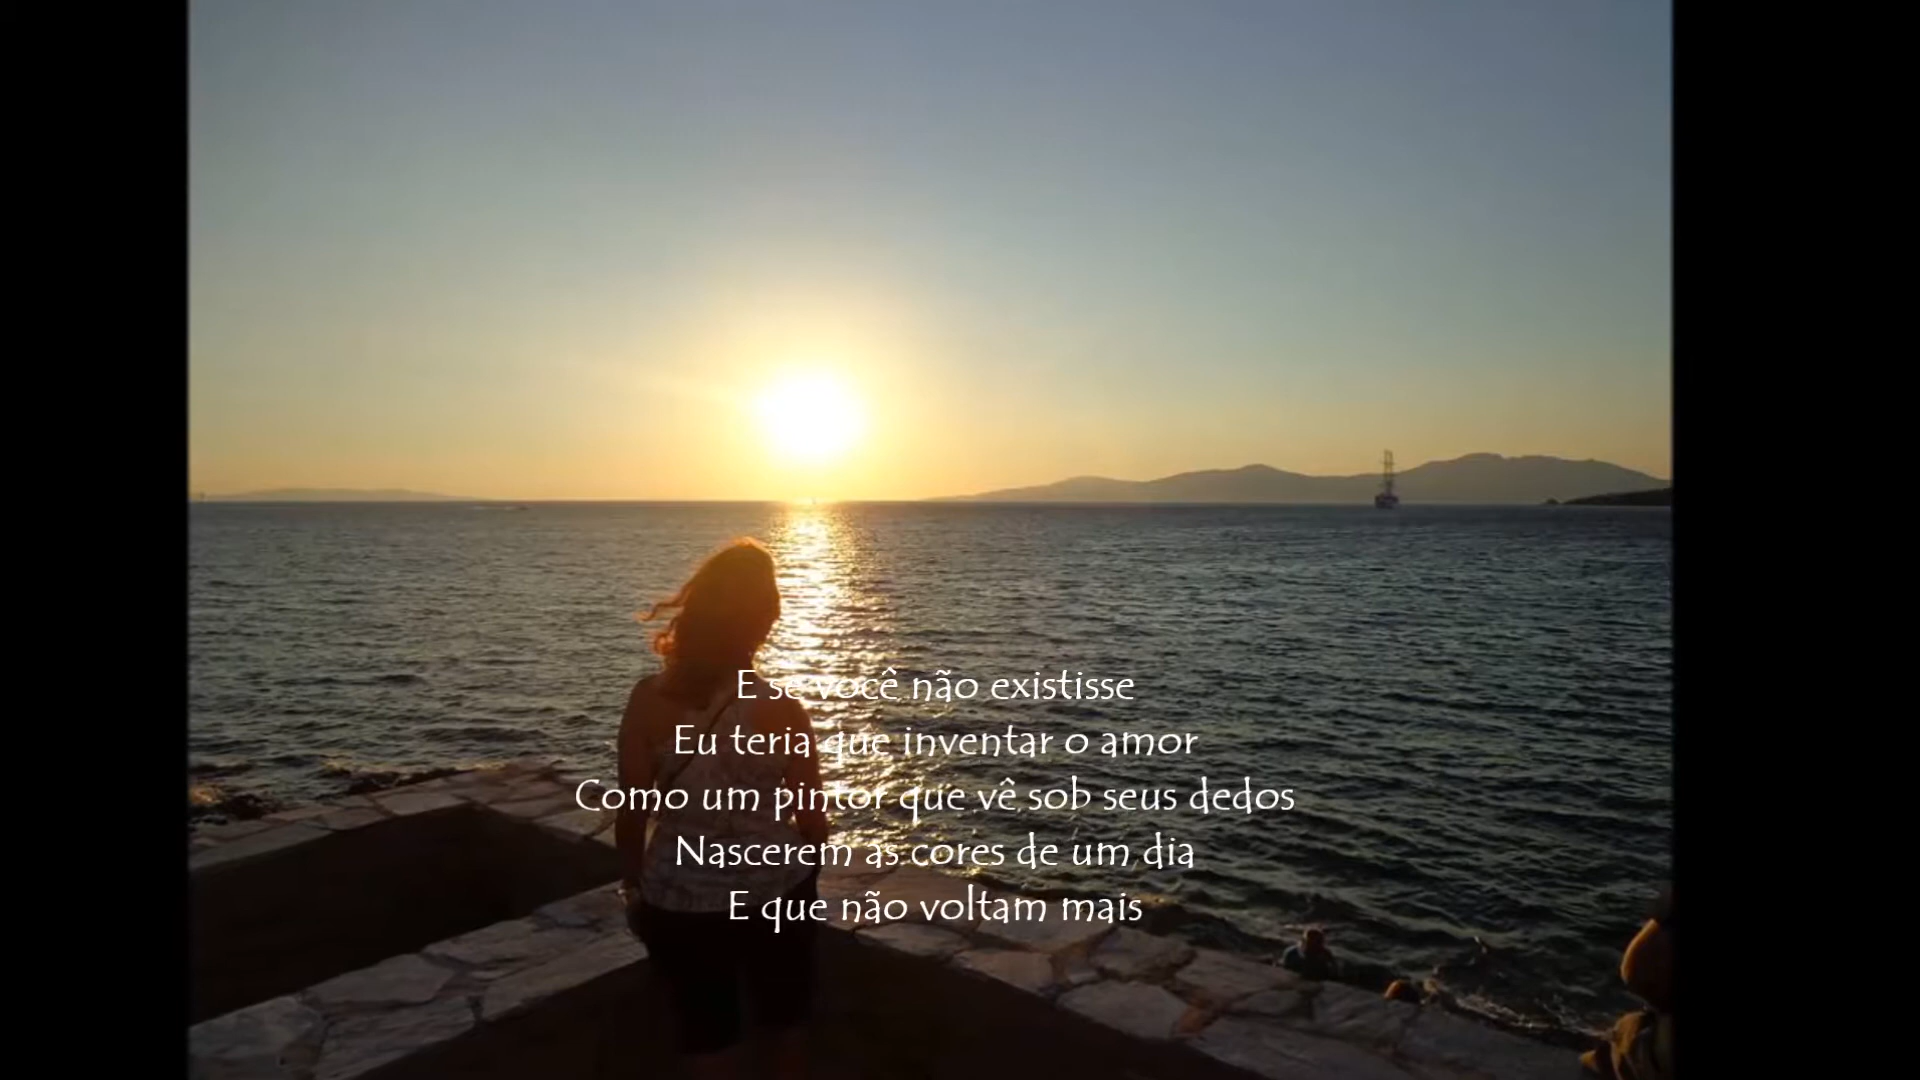 E se você não existisse
Eu teria que inventar o amor
Como um pintor que vê sob seus dedos
Nascerem as cores de um dia
E que não voltam mais